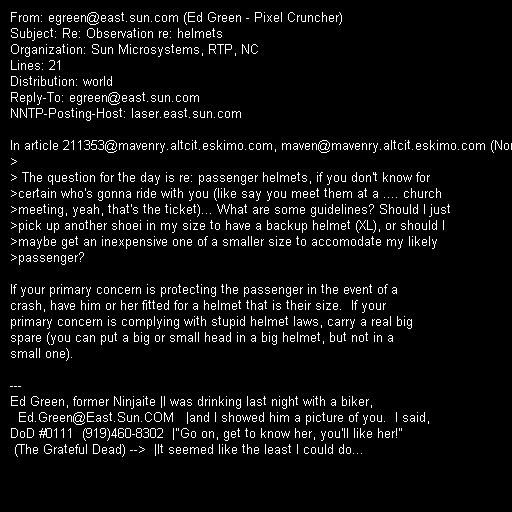 From: egreen@east.sun.com (Ed Green - Pixel Cruncher)
Subject: Re: Observation re: helmets
Organization: Sun Microsystems, RTP, NC
Lines: 21
Distribution: world
Reply-To: egreen@east.sun.com
NNTP-Posting-Host: laser.east.sun.com

In article 211353@mavenry.altcit.eskimo.com, maven@mavenry.altcit.eskimo.com (Nor
>
> The question for the day is re: passenger helmets, if you don't know for
>certain who's gonna ride with you (like say you meet them at a .... church
>meeting, yeah, that's the ticket)... What are some guidelines? Should I just
>pick up another shoei in my size to have a backup helmet (XL), or should I
>maybe get an inexpensive one of a smaller size to accomodate my likely
>passenger?

If your primary concern is protecting the passenger in the event of a
crash, have him or her fitted for a helmet that is their size.  If your
primary concern is complying with stupid helmet laws, carry a real big
spare (you can put a big or small head in a big helmet, but not in a
small one).

---
Ed Green, former Ninjaite |I was drinking last night with a biker,
  Ed.Green@East.Sun.COM   |and I showed him a picture of you.  I said,
DoD #0111  (919)460-8302  |"Go on, get to know her, you'll like her!"
 (The Grateful Dead) -->  |It seemed like the least I could do...